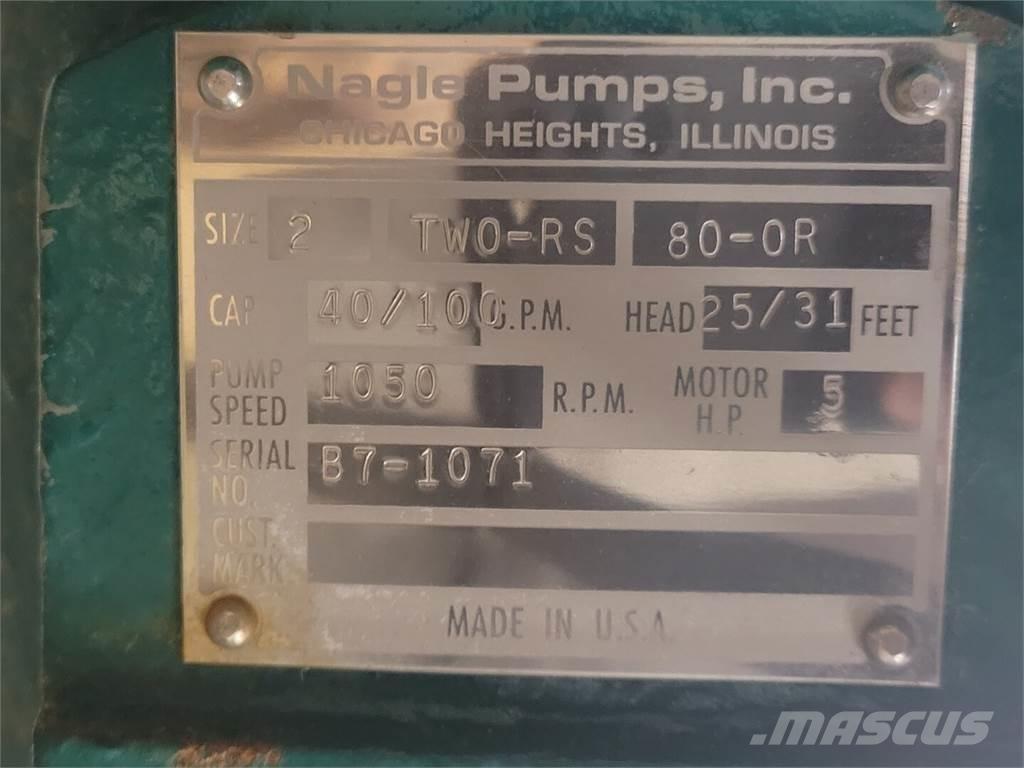 Nagle Pumps, Inc.
CHICAGO HEIGHTS, ILLINOIS
SIZE 2 TWO-RS 80-OR
CAP 40/100 G.P.M. HEAD 25/31 FEET
PUMP SPEED 1050 R.P.M. MOTOR H.P. 5
SERIAL NO. B7-1071
CUST. MARK
MADE IN U.S.A.
MASCUS